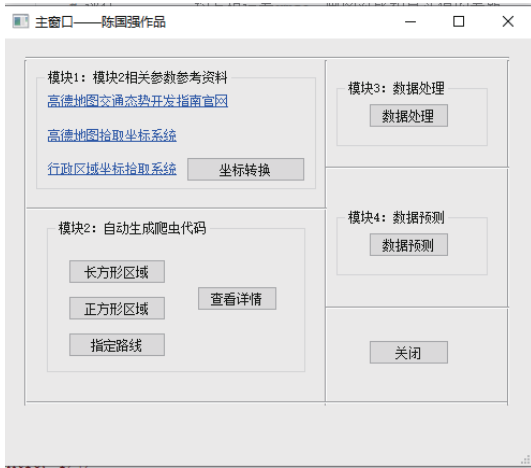 主窗口——陈国强作品
模块1: 模块2相关参数参考资料
高德地图交通态势开发指南官网
高德地图拾取坐标系统
行政区域坐标拾取系统
坐标转换
模块2: 自动生成爬虫代码
长方形区域
正方形区域
指定路线
查看详情
模块3: 数据处理
数据处理
模块4: 数据预测
数据预测
关闭